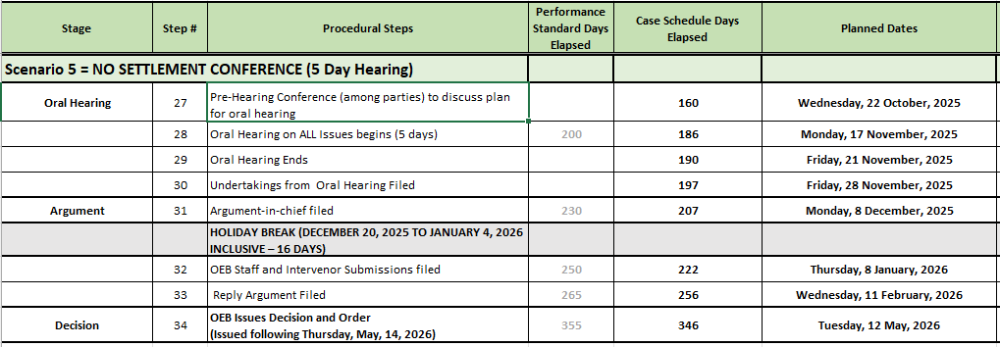 Stage Step # Procedural Steps Performance Standard Days Elapsed Case Schedule Days Elapsed Planned Dates
Scenario 5 = NO SETTLEMENT CONFERENCE (5 Day Hearing)
Oral Hearing 27 Pre-Hearing Conference (among parties) to discuss plan for oral hearing 160 Wednesday, 22 October, 2025
28 Oral Hearing on ALL Issues begins (5 days) 200 186 Monday, 17 November, 2025
29 Oral Hearing Ends 190 Friday, 21 November, 2025
30 Undertakings from Oral Hearing Filed 197 Friday, 28 November, 2025
Argument 31 Argument-in-chief filed 230 207 Monday, 8 December, 2025
HOLIDAY BREAK (DECEMBER 20, 2025 TO JANUARY 4, 2026
INCLUSIVE – 16 DAYS)
32 OEB Staff and Intervenor Submissions filed 250 222 Thursday, 8 January, 2026
33 Reply Argument Filed 265 256 Wednesday, 11 February, 2026
Decision 34 OEB Issues Decision and Order
(Issued following Thursday, May, 14, 2026) 355 346 Tuesday, 12 May, 2026